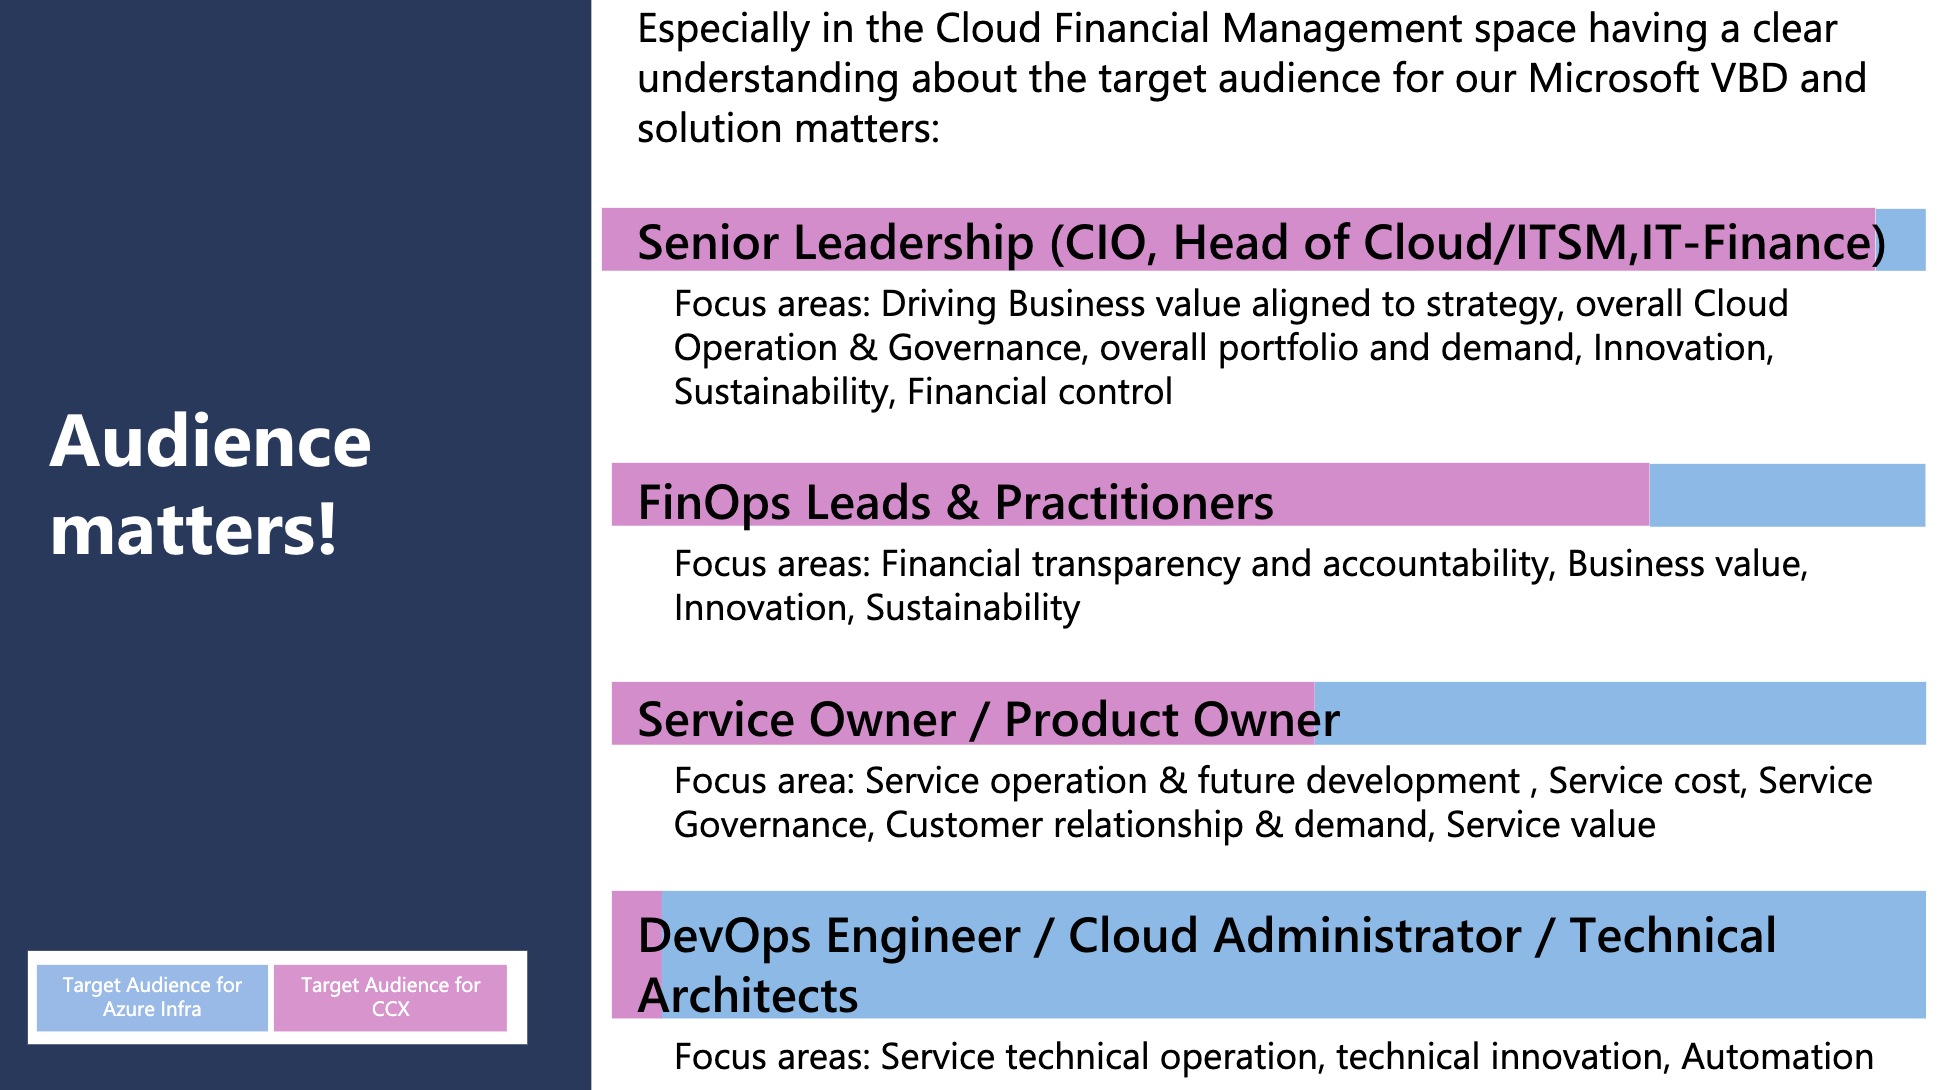 Especially in the Cloud Financial Management space having a clear
understanding about the target audience for our Microsoft VBD and
solution matters:
Senior Leadership (CIO, Head of Cloud/ITSM,IT-Finance)
Focus areas: Driving Business value aligned to strategy, overall Cloud
Operation & Governance, overall portfolio and demand, Innovation,
Sustainability, Financial control
Audience
matters!
FinOps Leads & Practitioners
Focus areas: Financial transparency and accountability, Business value,
Innovation, Sustainability
Service Owner / Product Owner
Focus area: Service operation & future development , Service cost, Service
Governance, Customer relationship & demand, Service value
DevOps Engineer / Cloud Administrator / Technical
Architects
Focus areas: Service technical operation, technical innovation, Automation
Target Audience for
Azure Infra
Target Audience for
CCX